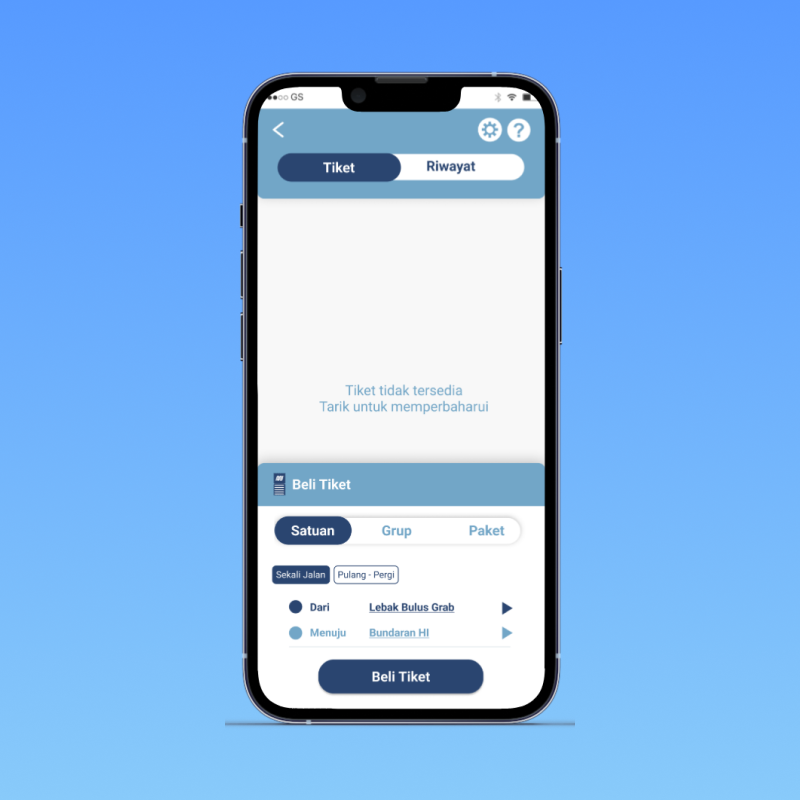 GS
Tiket
Riwayat
Tiket tidak tersedia
Tarik untuk memperbaharui
Beli Tiket
Satuan
Grup
Paket
Sekali Jalan
Pulang - Pergi
Dari
Lebak Bulus Grab
Menuju
Bundaran HI
Beli Tiket